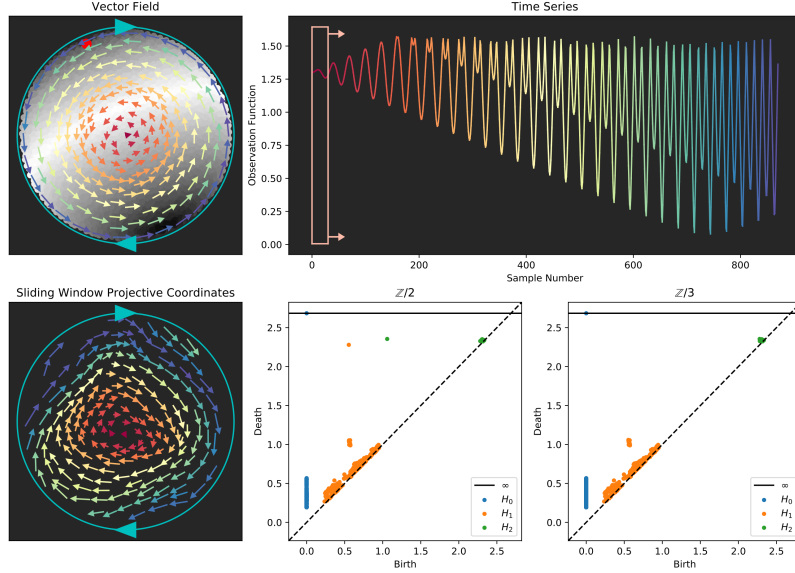 Vector Field
Time Series
Observation Function
1.50
1.25
1.00
0.75
0.50
0.25
0.00
0
200
400
600
800
Sample Number
Sliding Window Projective Coordinates
ℤ/2
Death
2.5
2.0
1.5
1.0
0.5
0.0
0.0
0.5
1.0
1.5
2.0
2.5
Birth
∞
H₀
H₁
H₂
ℤ/3
Death
2.5
2.0
1.5
1.0
0.5
0.0
0.0
0.5
1.0
1.5
2.0
2.5
Birth
∞
H₀
H₁
H₂